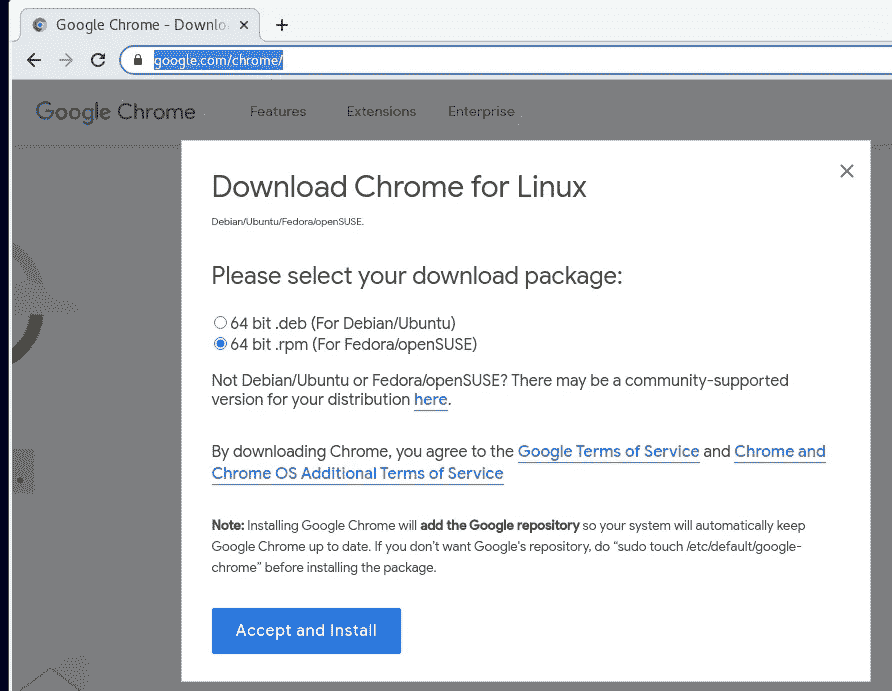 Google Chrome - Downlo
google.com/chrome/
Google Chrome Features Extensions Enterprise
Download Chrome for Linux
Debian/Ubuntu/Fedora/openSUSE.
Please select your download package:
64 bit .deb (For Debian/Ubuntu)
64 bit .rpm (For Fedora/openSUSE)
Not Debian/Ubuntu or Fedora/openSUSE? There may be a community-supported
version for your distribution here.
By downloading Chrome, you agree to the Google Terms of Service and Chrome and
Chrome OS Additional Terms of Service
Note: Installing Google Chrome will add the Google repository so your system will automatically keep
Google Chrome up to date. If you don't want Google's repository, do “sudo touch /etc/default/google-
chrome” before installing the package.
Accept and Install